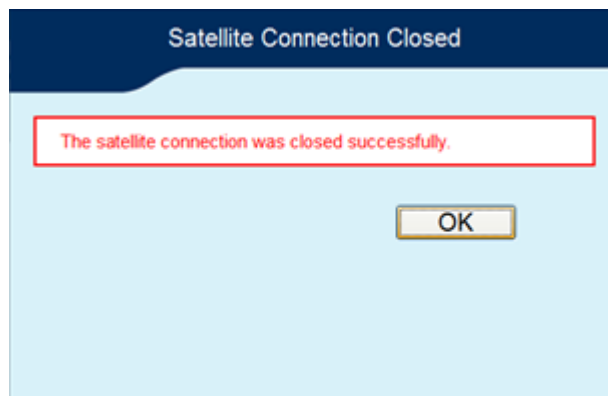 Satellite Connection Closed
The satellite connection was closed successfully.
OK